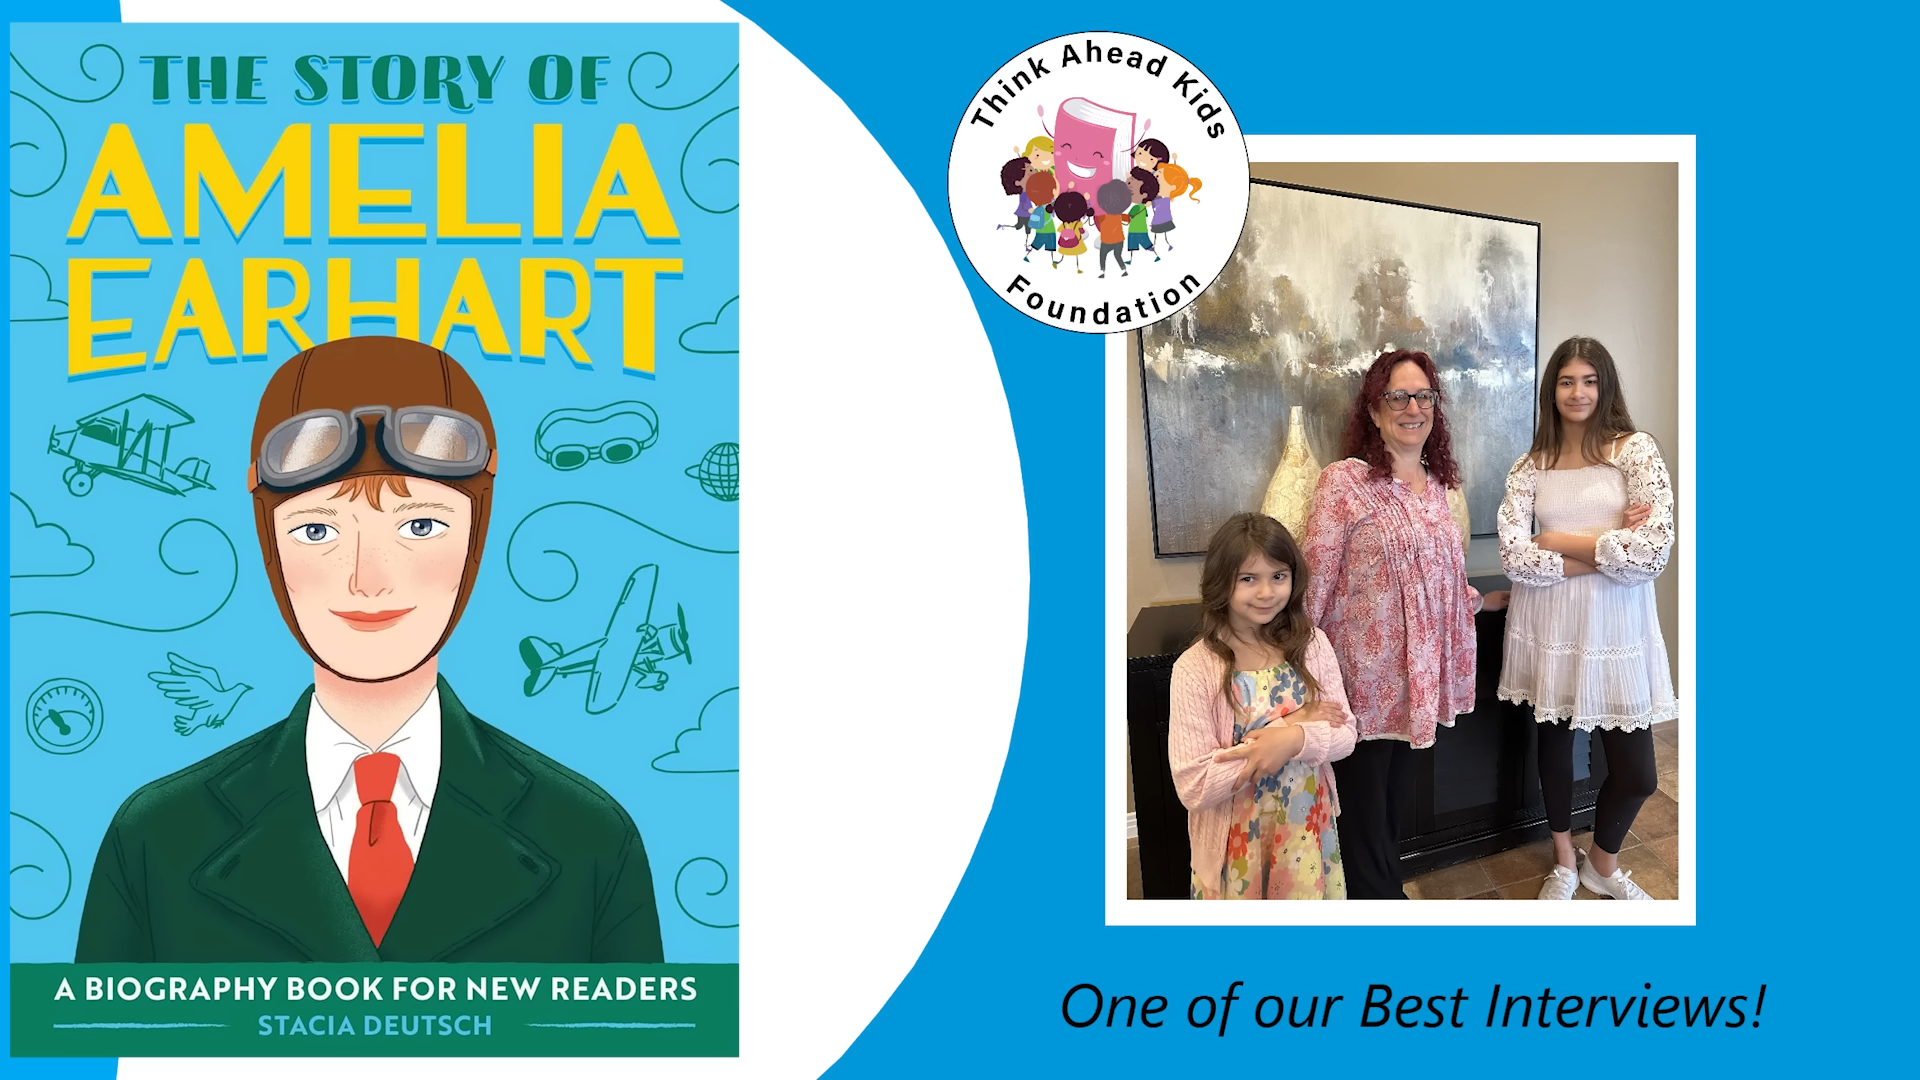 THE STORY OF
AMELIA
EARHART
A BIOGRAPHY BOOK FOR NEW READERS
STACIA DEUTSCH
Think Ahead Kids
Foundation
One of our Best Interviews!